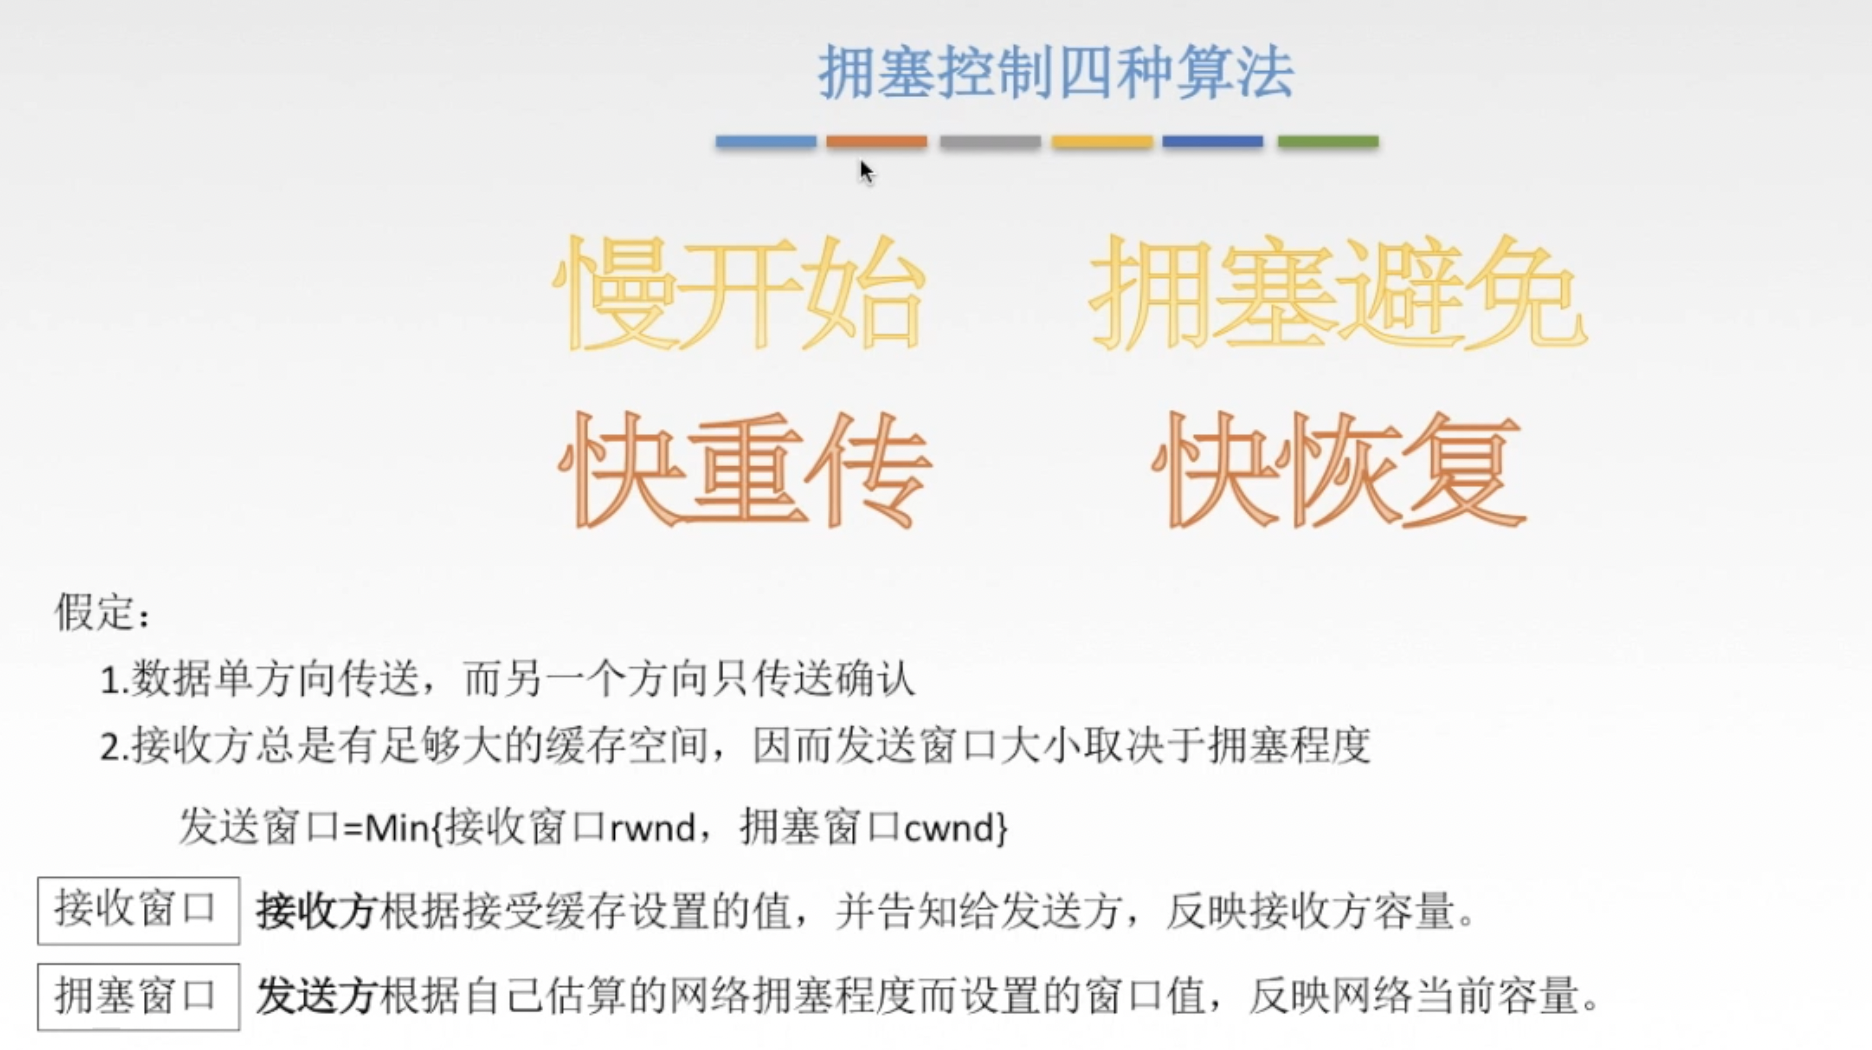 拥塞控制四种算法
慢开始 拥塞避免
快重传 快恢复
假定：
1.数据单方向传送，而另一个方向只传送确认
2.接收方总是有足够大的缓存空间，因而发送窗口大小取决于拥塞程度
发送窗口=Min{接收窗口rwnd，拥塞窗口cwnd}
接收窗口 接收方根据接受缓存设置的值，并告知给发送方，反映接收方容量。
拥塞窗口 发送方根据自己估算的网络拥塞程度而设置的窗口值，反映网络当前容量。